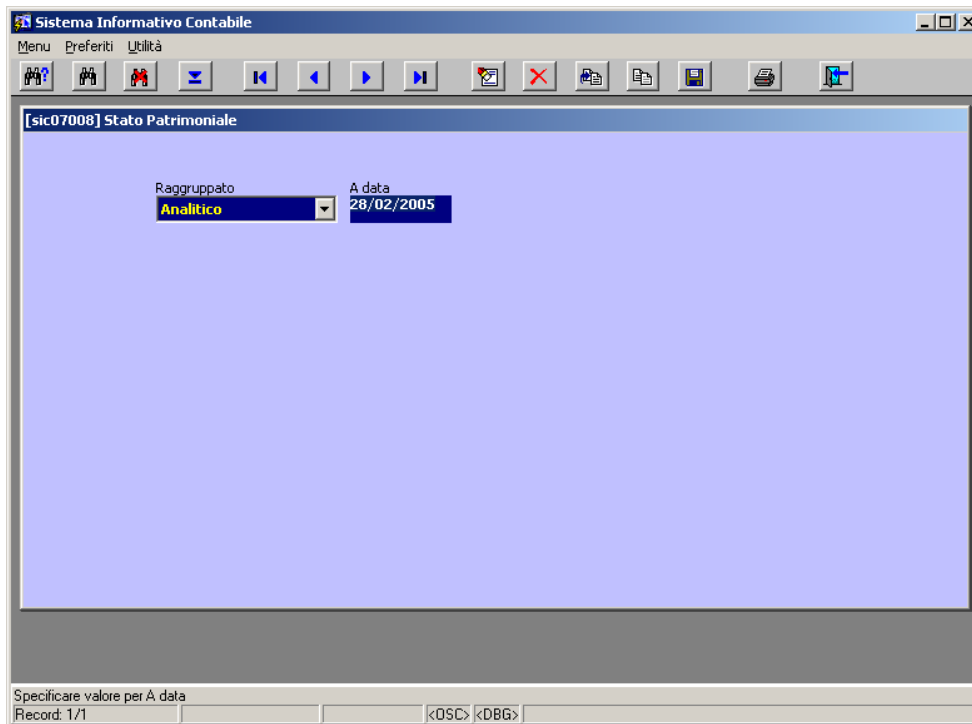 Sistema Informativo Contabile
Menu Preferiti Utilità
[sic07008] Stato Patrimoniale
Raggruppato A data
Analitico 28/02/2005
Specificare valore per A data
Record: 1/1 <OSC> <DBG>